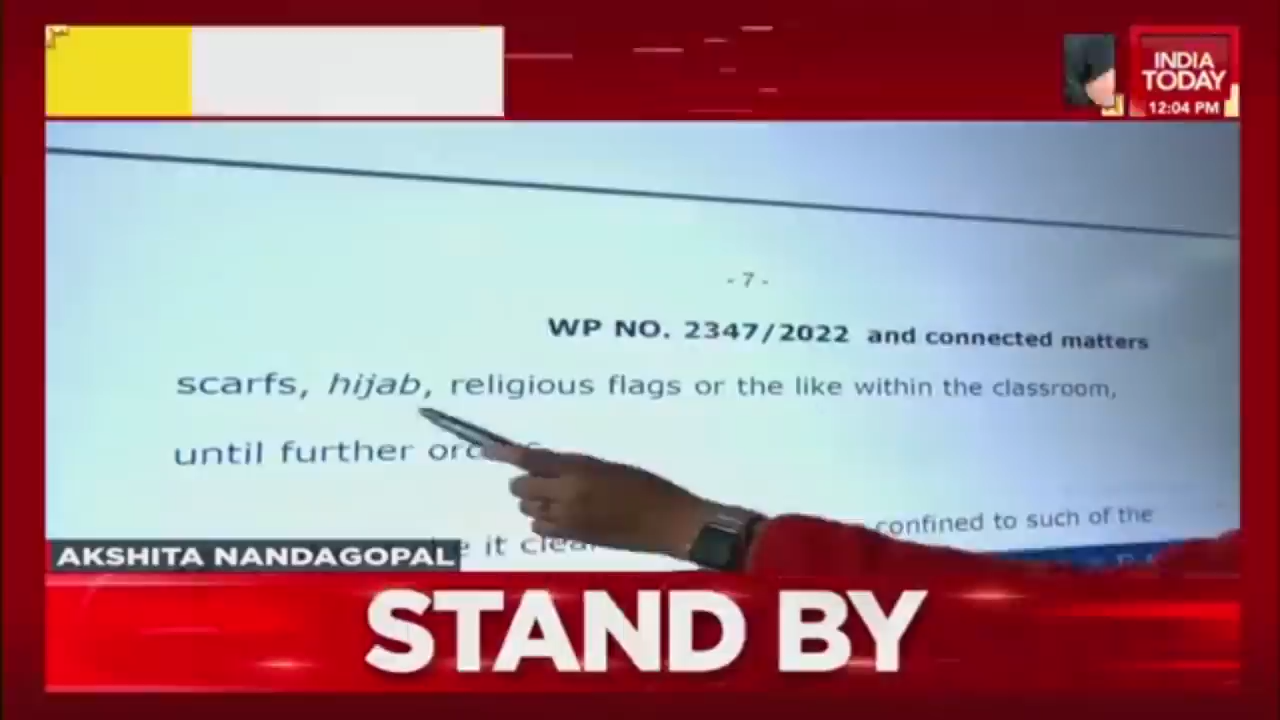 INDIA
TODAY
12:04 PM
- 7 -
WP NO. 2347/2022 and connected matters
scarfs, hijab, religious flags or the like within the classroom,
until further
confined to such of the
it
AKSHITA NANDAGOPAL
STAND BY